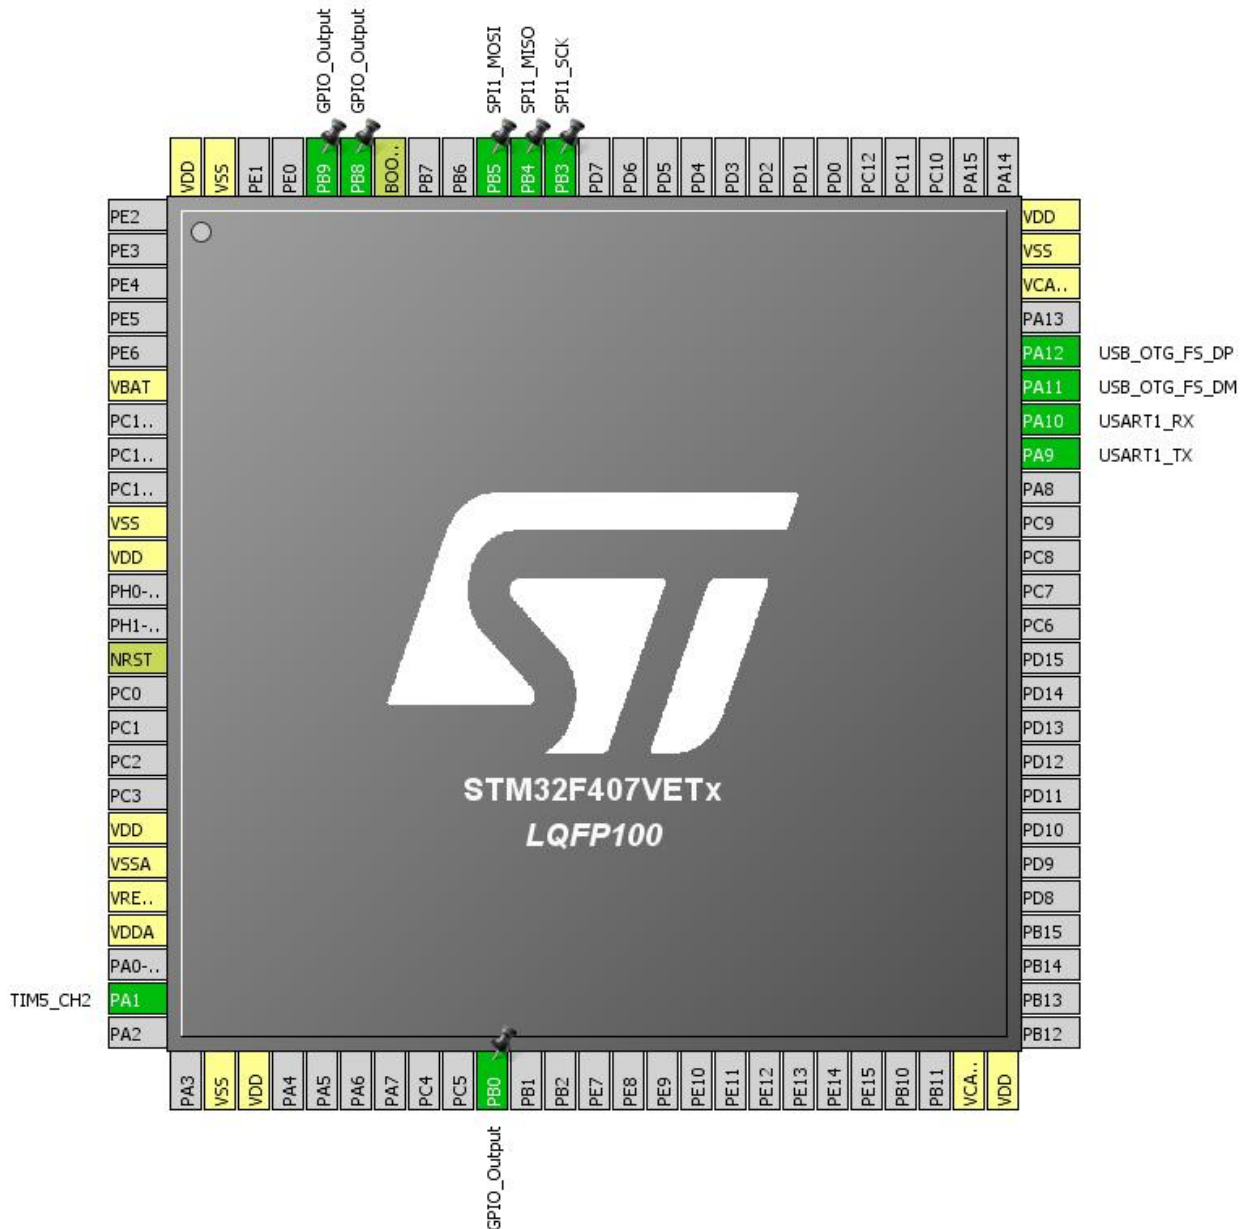 GPIO_Output
GPIO_Output
SPI1_MOSI
SPI1_MISO
SPI1_SCK
VDD
VSS
PE1
PE0
PB9
PB8
BOO..
PB7
PB6
PB5
PB4
PB3
PD7
PD6
PD5
PD4
PD3
PD2
PD1
PD0
PC12
PC11
PC10
PA15
PA14
PE2
PE3
PE4
PE5
PE6
VBAT
PC1..
PC1..
PC1..
VSS
VDD
PH0-..
PH1-..
NRST
PC0
PC1
PC2
PC3
VDD
VSSA
VRE..
VDDA
PA0-..
TIM5_CH2 PA1
PA2
ST
STM32F407VETx
LQFP100
VDD
VSS
VCA..
PA13
PA12 USB_OTG_FS_DP
PA11 USB_OTG_FS_DM
PA10 USART1_RX
PA9 USART1_TX
PA8
PC9
PC8
PC7
PC6
PD15
PD14
PD13
PD12
PD11
PD10
PD9
PD8
PB15
PB14
PB13
PB12
PA3
VSS
VDD
PA4
PA5
PA6
PA7
PC4
PC5
PB0
PB1
PB2
PE7
PE8
PE9
PE10
PE11
PE12
PE13
PE14
PE15
PB10
PB11
VCA..
VDD
GPIO_Output